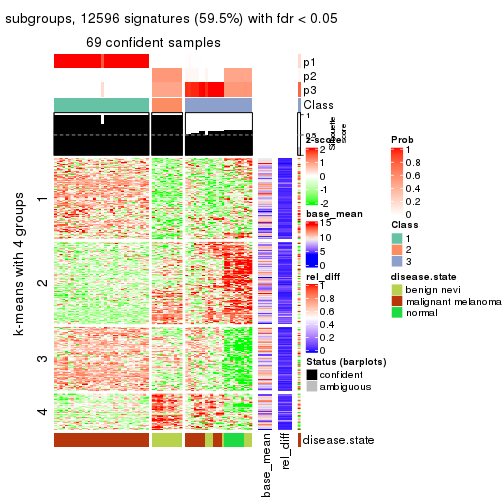 subgroups, 12596 signatures (59.5%) with fdr < 0.05
69 confident samples
p1
p2
p3
Class
1
0.5
0
Silhouette
score
k-means with 4 groups
1
2
3
4
z-score
2
1
0
-1
-2
base_mean
15
10
5
0
rel_diff
1
0.8
0.6
0.4
0.2
0
Status (barplots)
confident
ambiguous
Prob
1
0.8
0.6
0.4
0.2
0
Class
1
2
3
disease.state
benign nevi
malignant melanoma
normal
disease.state
base_mean
rel_diff